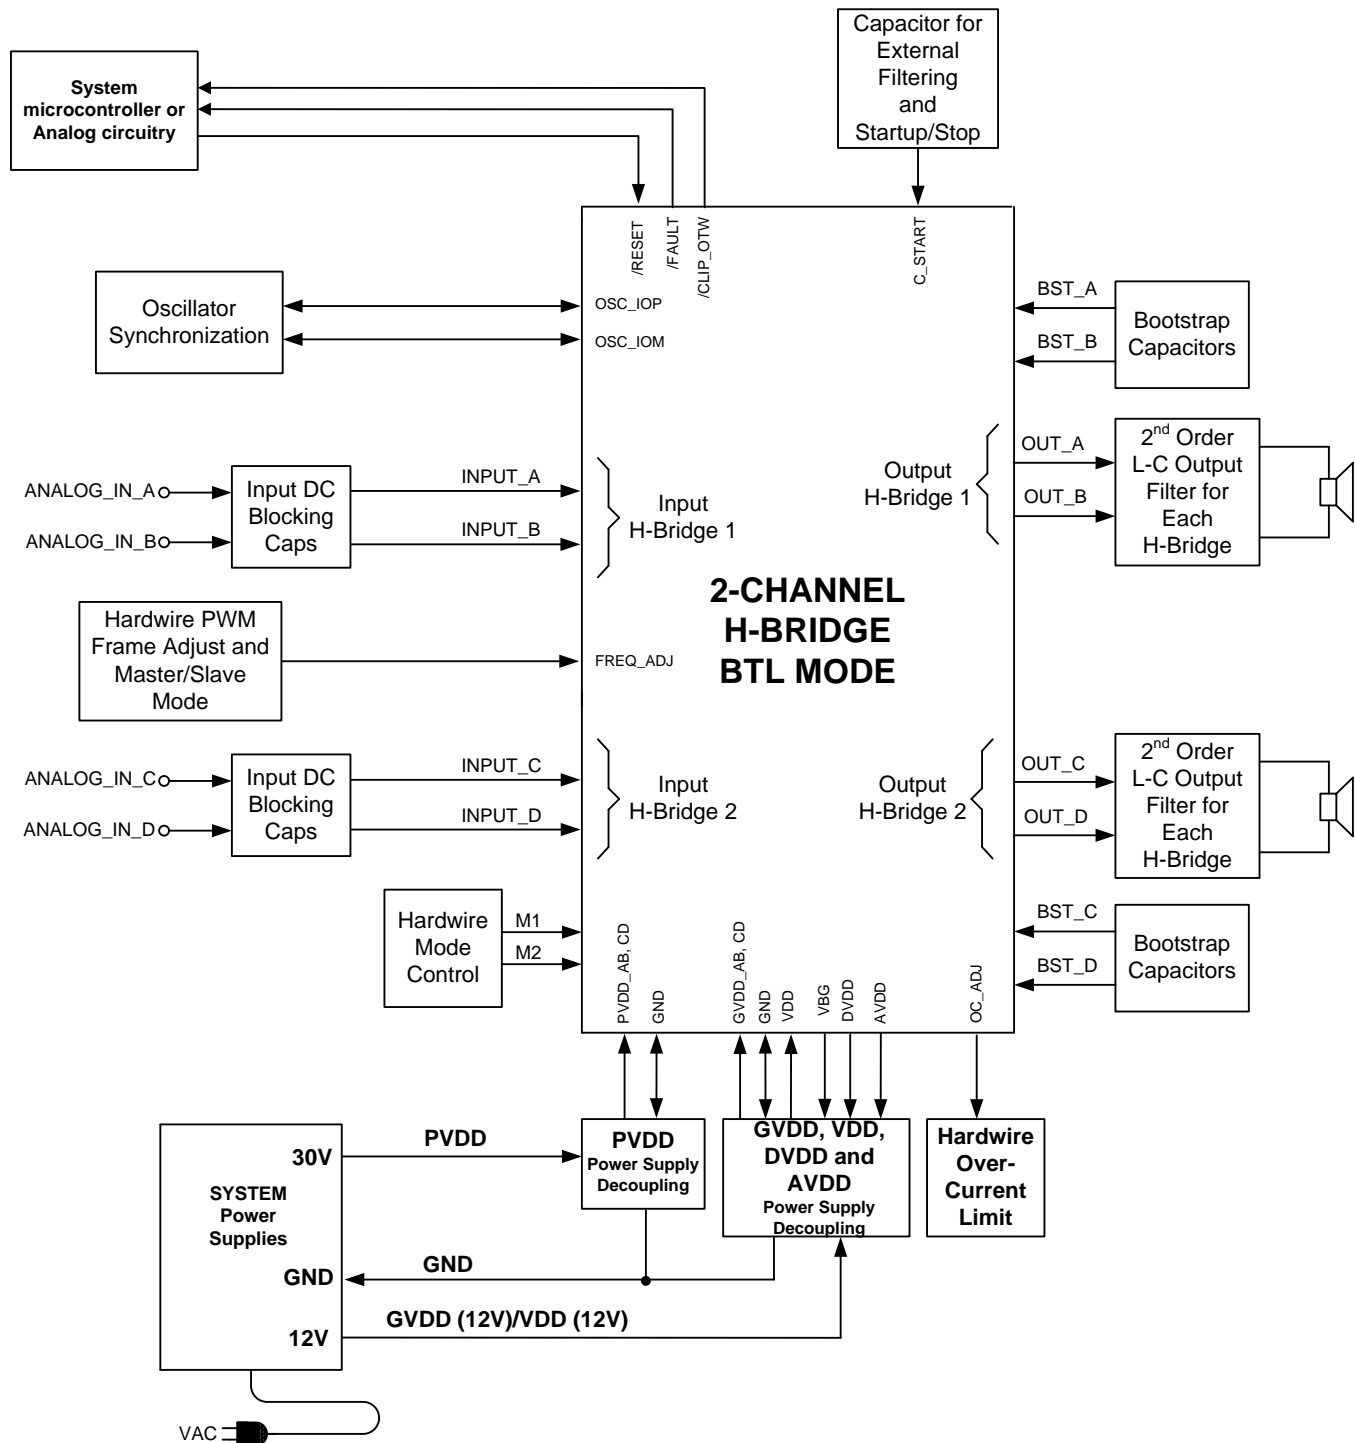 Capacitor for
External
Filtering
and
Startup/Stop
System
microcontroller or
Analog circuitry
/RESET
/FAULT
/CLIP_OTW
C_START
Oscillator
Synchronization
OSC_IOP
OSC_IOM
BST_A
BST_B
Bootstrap
Capacitors
ANALOG_IN_A
ANALOG_IN_B
Input DC
Blocking
Caps
INPUT_A
INPUT_B
Input
H-Bridge 1
Output
H-Bridge 1
OUT_A
OUT_B
2nd Order
L-C Output
Filter for
Each
H-Bridge
2-CHANNEL
H-BRIDGE
BTL MODE
Hardwire PWM
Frame Adjust and
Master/Slave
Mode
FREQ_ADJ
ANALOG_IN_C
ANALOG_IN_D
Input DC
Blocking
Caps
INPUT_C
INPUT_D
Input
H-Bridge 2
Output
H-Bridge 2
OUT_C
OUT_D
2nd Order
L-C Output
Filter for
Each
H-Bridge
Hardwire
Mode
Control
M1
M2
PVDD_AB, CD
GND
GVDD_AB, CD
GND
VDD
VBG
DVDD
AVDD
OC_ADJ
BST_C
BST_D
Bootstrap
Capacitors
SYSTEM
Power
Supplies
30V
GND
12V
PVDD
GND
GVDD (12V)/VDD (12V)
PVDD
Power Supply
Decoupling
GVDD, VDD,
DVDD and
AVDD
Power Supply
Decoupling
Hardwire
Over-
Current
Limit
VAC